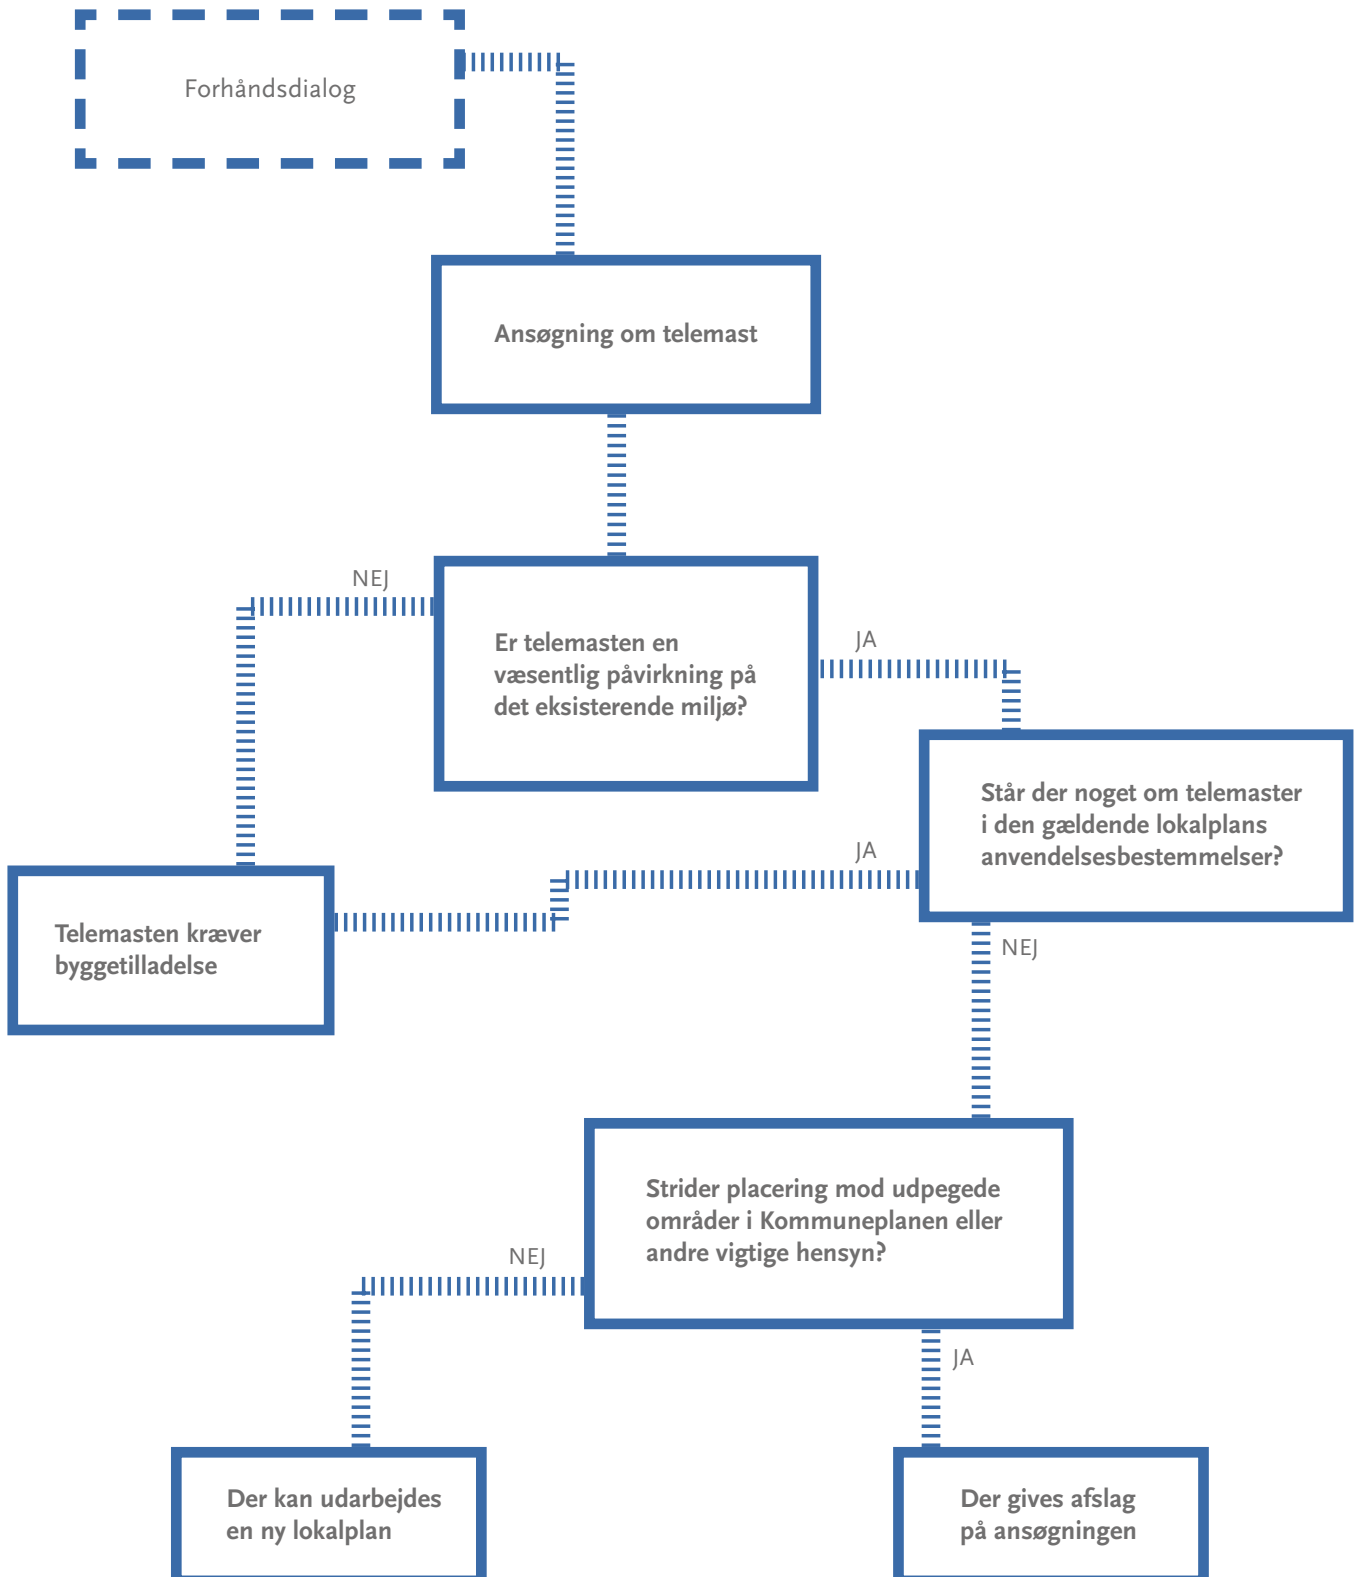 Forhåndsdialog
Ansøgning om telemast
NEJ
Er telemasten en
væsentlig påvirkning på
det eksisterende miljø?
JA
Står der noget om telemaster
i den gældende lokalplans
anvendelsesbestemmelser?
JA
Telemasten kræver
byggetilladelse
NEJ
Strider placering mod udpegede
områder i Kommuneplanen eller
andre vigtige hensyn?
NEJ
JA
Der kan udarbejdes
en ny lokalplan
Der gives afslag
på ansøgningen